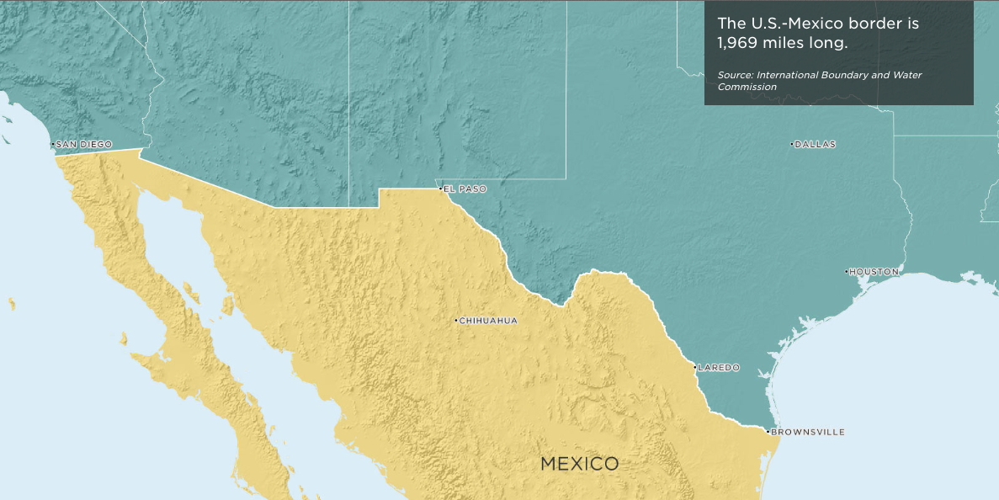 The U.S.-Mexico border is
1,969 miles long.
Source: International Boundary and Water
Commission
SAN DIEGO
DALLAS
EL PASO
HOUSTON
CHIHUAHUA
LAREDO
BROWNSVILLE
MEXICO